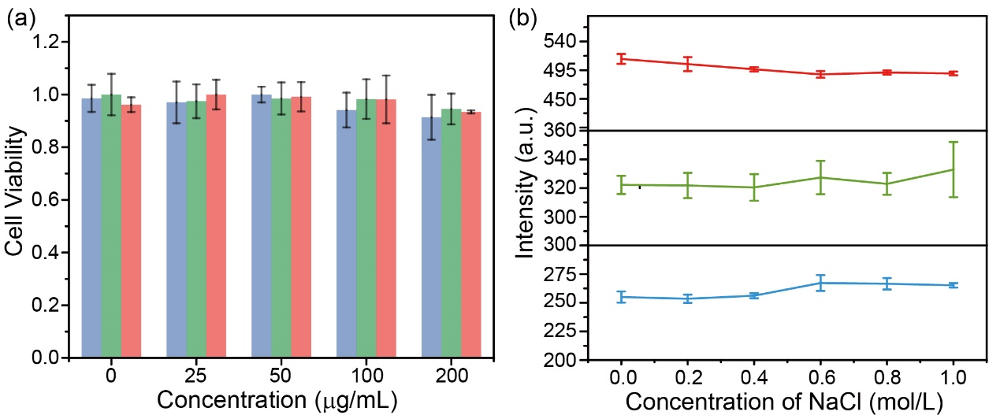 (a)
Cell Viability
1.2
1.0
0.8
0.6
0.4
0.2
0.0
0 25 50 100 200
Concentration (μg/mL)
(b)
Intensity (a.u.)
540
495
450
360
340
320
300
300
275
250
225
200
0.0 0.2 0.4 0.6 0.8 1.0
Concentration of NaCl (mol/L)